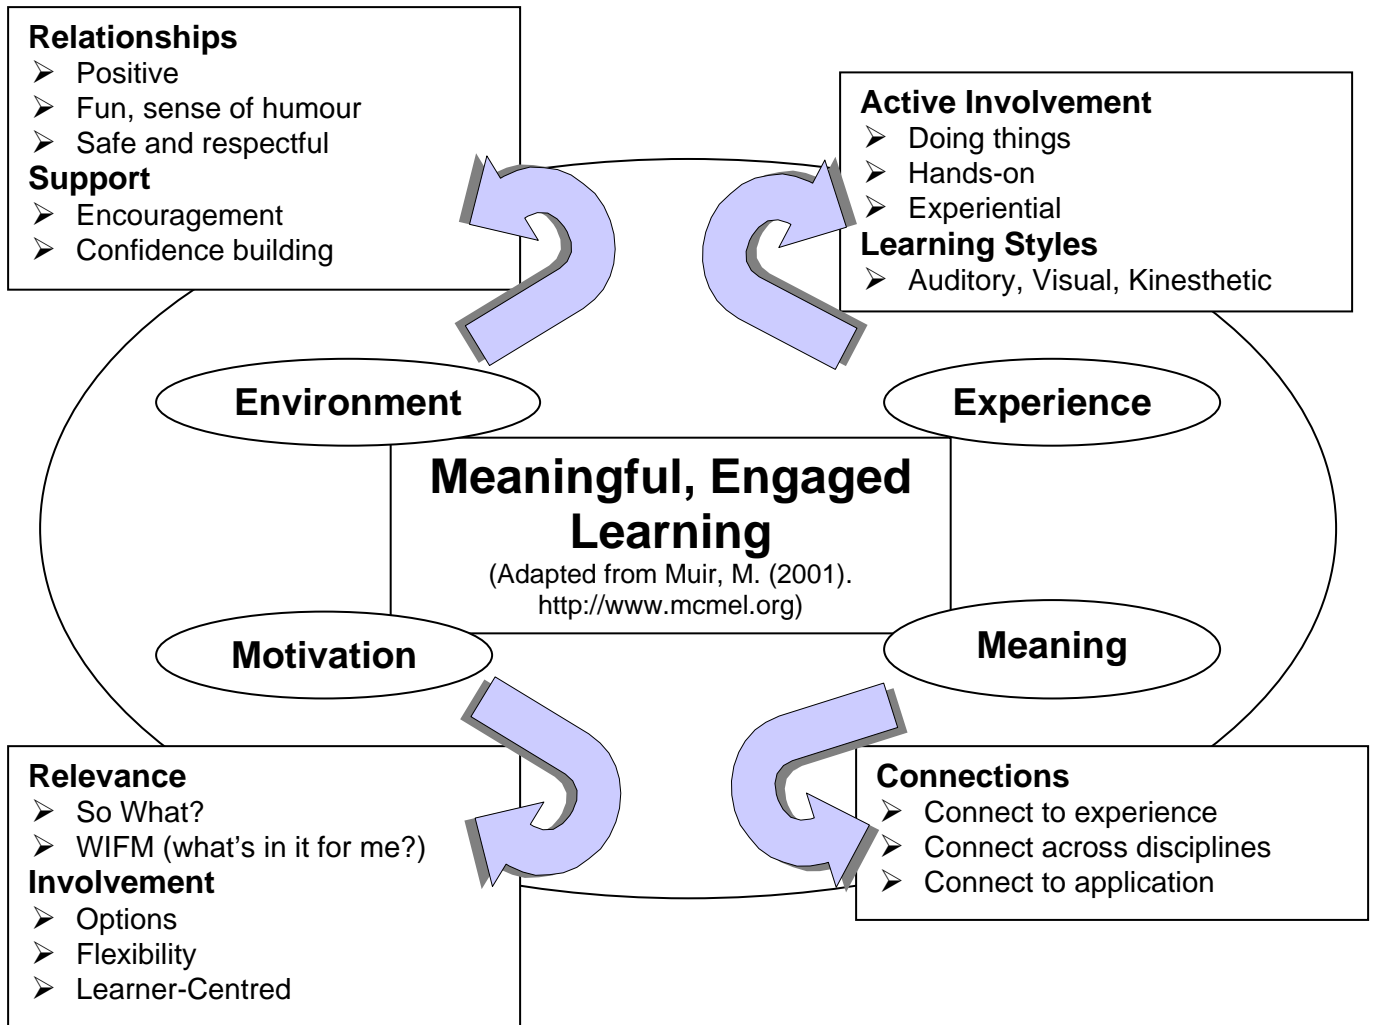 Relationships
➢ Positive
➢ Fun, sense of humour
➢ Safe and respectful
Support
➢ Encouragement
➢ Confidence building
Active Involvement
➢ Doing things
➢ Hands-on
➢ Experiential
Learning Styles
➢ Auditory, Visual, Kinesthetic
Environment
Experience
Meaningful, Engaged
Learning
(Adapted from Muir, M. (2001).
http://www.mcmel.org)
Motivation
Meaning
Relevance
➢ So What?
➢ WIFM (what's in it for me?)
Involvement
➢ Options
➢ Flexibility
➢ Learner-Centred
Connections
➢ Connect to experience
➢ Connect across disciplines
➢ Connect to application